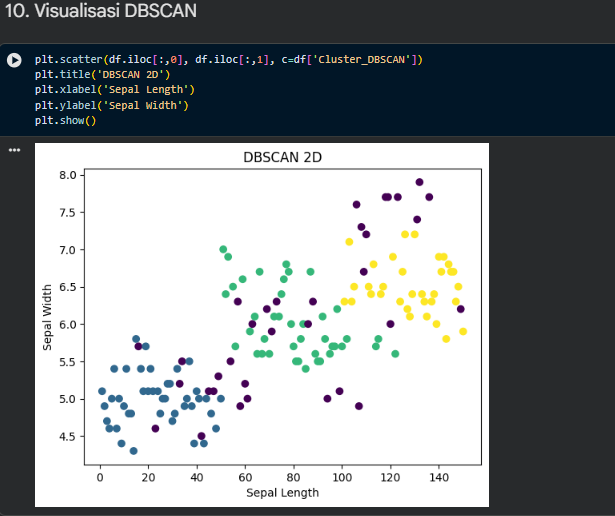 10. Visualisasi DBSCAN
plt.scatter(df.iloc[:,0], df.iloc[:,1], c=df['Cluster_DBSCAN'])
plt.title('DBSCAN 2D')
plt.xlabel('Sepal Length')
plt.ylabel('Sepal Width')
plt.show()
DBSCAN 2D
8.0
7.5
7.0
6.5
6.0
5.5
5.0
4.5
Sepal Width
0 20 40 60 80 100 120 140
Sepal Length